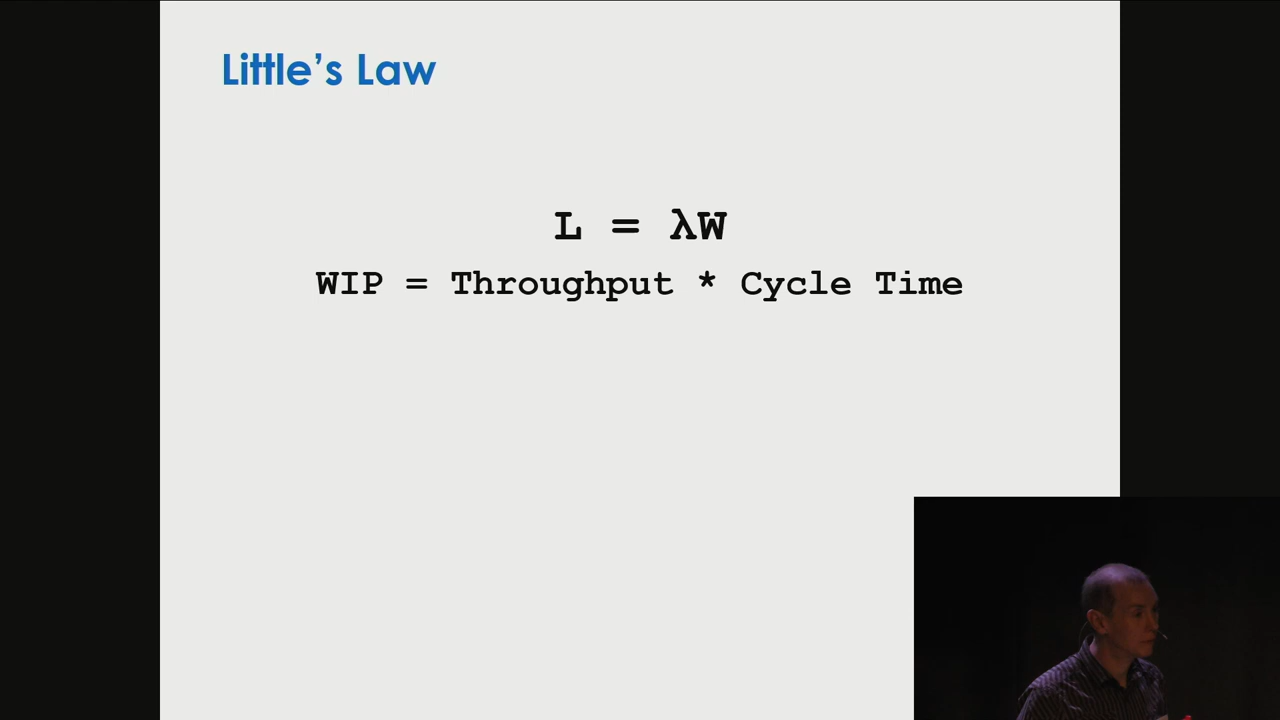 Little’s Law
L = λW
WIP = Throughput * Cycle Time